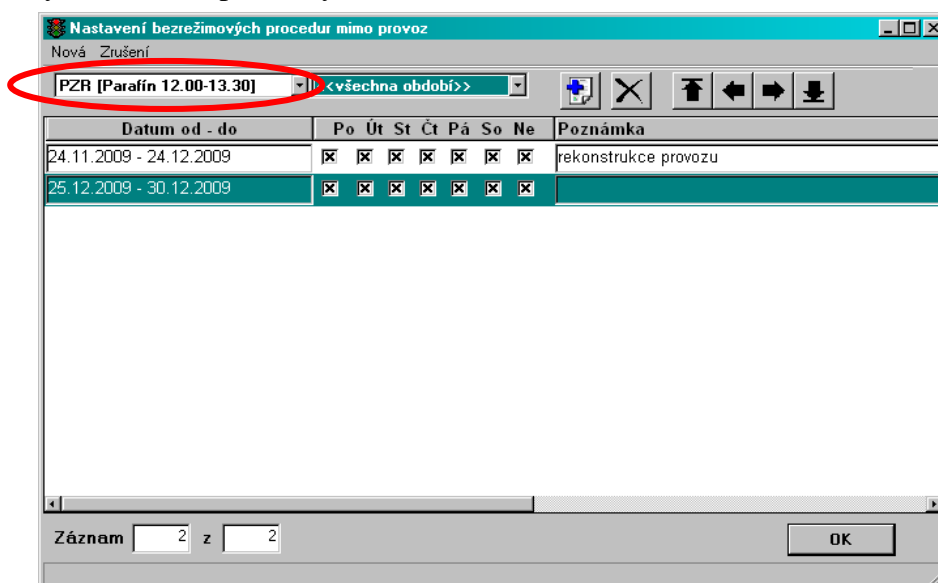 Nastavení bezrežimových procedur mimo provoz
Nová Zrušení
PZR [Parafín 12.00-13.30] <<všechna období>>
Datum od - do Po Út St Čt Pá So Ne Poznámka
24.11.2009 - 24.12.2009 rekonstrukce provozu
25.12.2009 - 30.12.2009
Záznam 2 z 2 OK